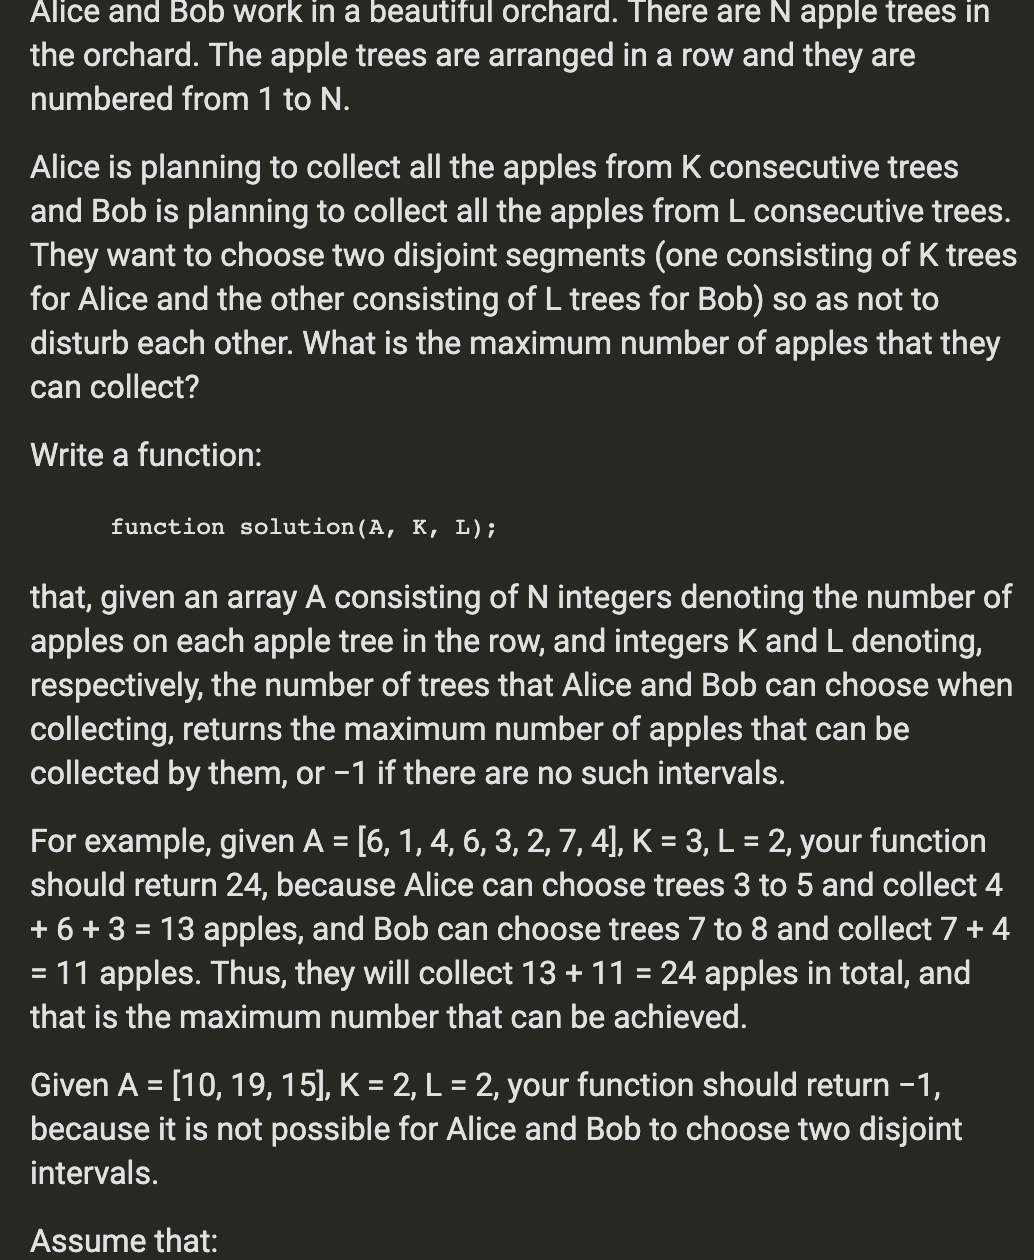 Alice and Bob work in a beautiful orchard. There are N apple trees in
the orchard. The apple trees are arranged in a row and they are
numbered from 1 to N.
Alice is planning to collect all the apples from K consecutive trees
and Bob is planning to collect all the apples from L consecutive trees.
They want to choose two disjoint segments (one consisting of K trees
for Alice and the other consisting of L trees for Bob) so as not to
disturb each other. What is the maximum number of apples that they
can collect?
Write a function:
function solution(A, K, L);
that, given an array A consisting of N integers denoting the number of
apples on each apple tree in the row, and integers K and L denoting,
respectively, the number of trees that Alice and Bob can choose when
collecting, returns the maximum number of apples that can be
collected by them, or −1 if there are no such intervals.
For example, given A = [6, 1, 4, 6, 3, 2, 7, 4], K = 3, L = 2, your function
should return 24, because Alice can choose trees 3 to 5 and collect 4
+ 6 + 3 = 13 apples, and Bob can choose trees 7 to 8 and collect 7 + 4
= 11 apples. Thus, they will collect 13 + 11 = 24 apples in total, and
that is the maximum number that can be achieved.
Given A = [10, 19, 15], K = 2, L = 2, your function should return −1,
because it is not possible for Alice and Bob to choose two disjoint
intervals.
Assume that: